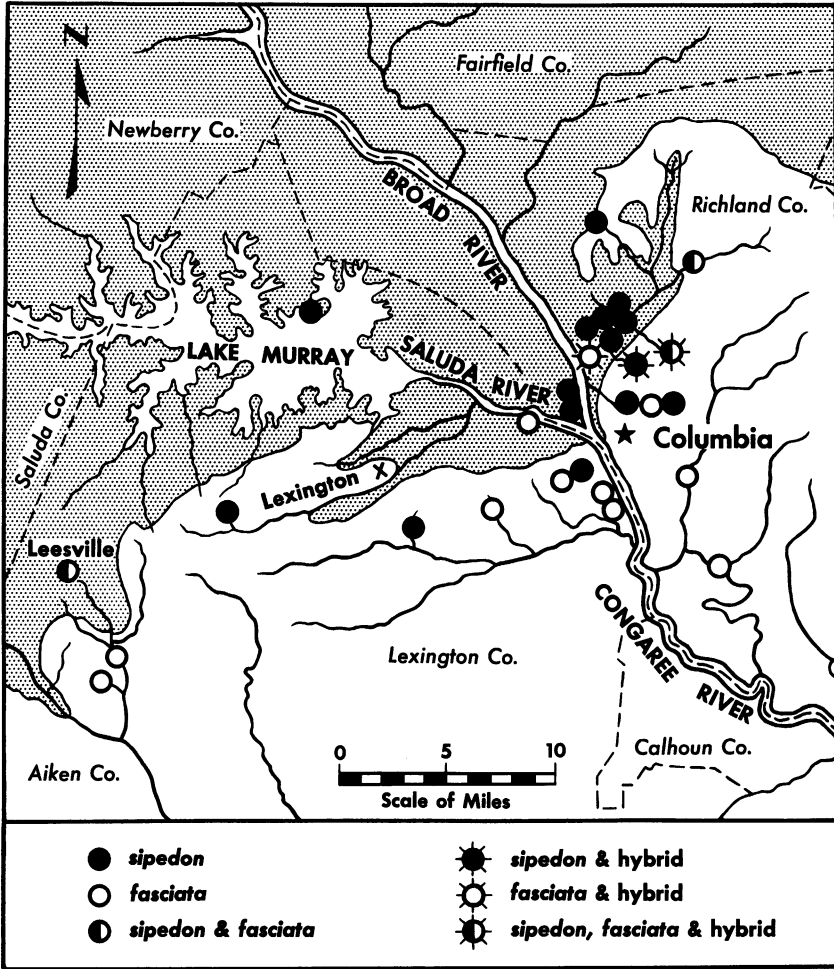 Z
Fairfield Co.
Newberry Co.
BROAD RIVER
Richland Co.
LAKE MURRAY
SALUDA RIVER
Saluda Co.
Columbia
Lexington X
Leesville
CONGAREE RIVER
Lexington Co.
Calhoun Co.
Aiken Co.
0 5 10
Scale of Miles
sipedon
fasciata
sipedon & fasciata
sipedon & hybrid
fasciata & hybrid
sipedon, fasciata & hybrid